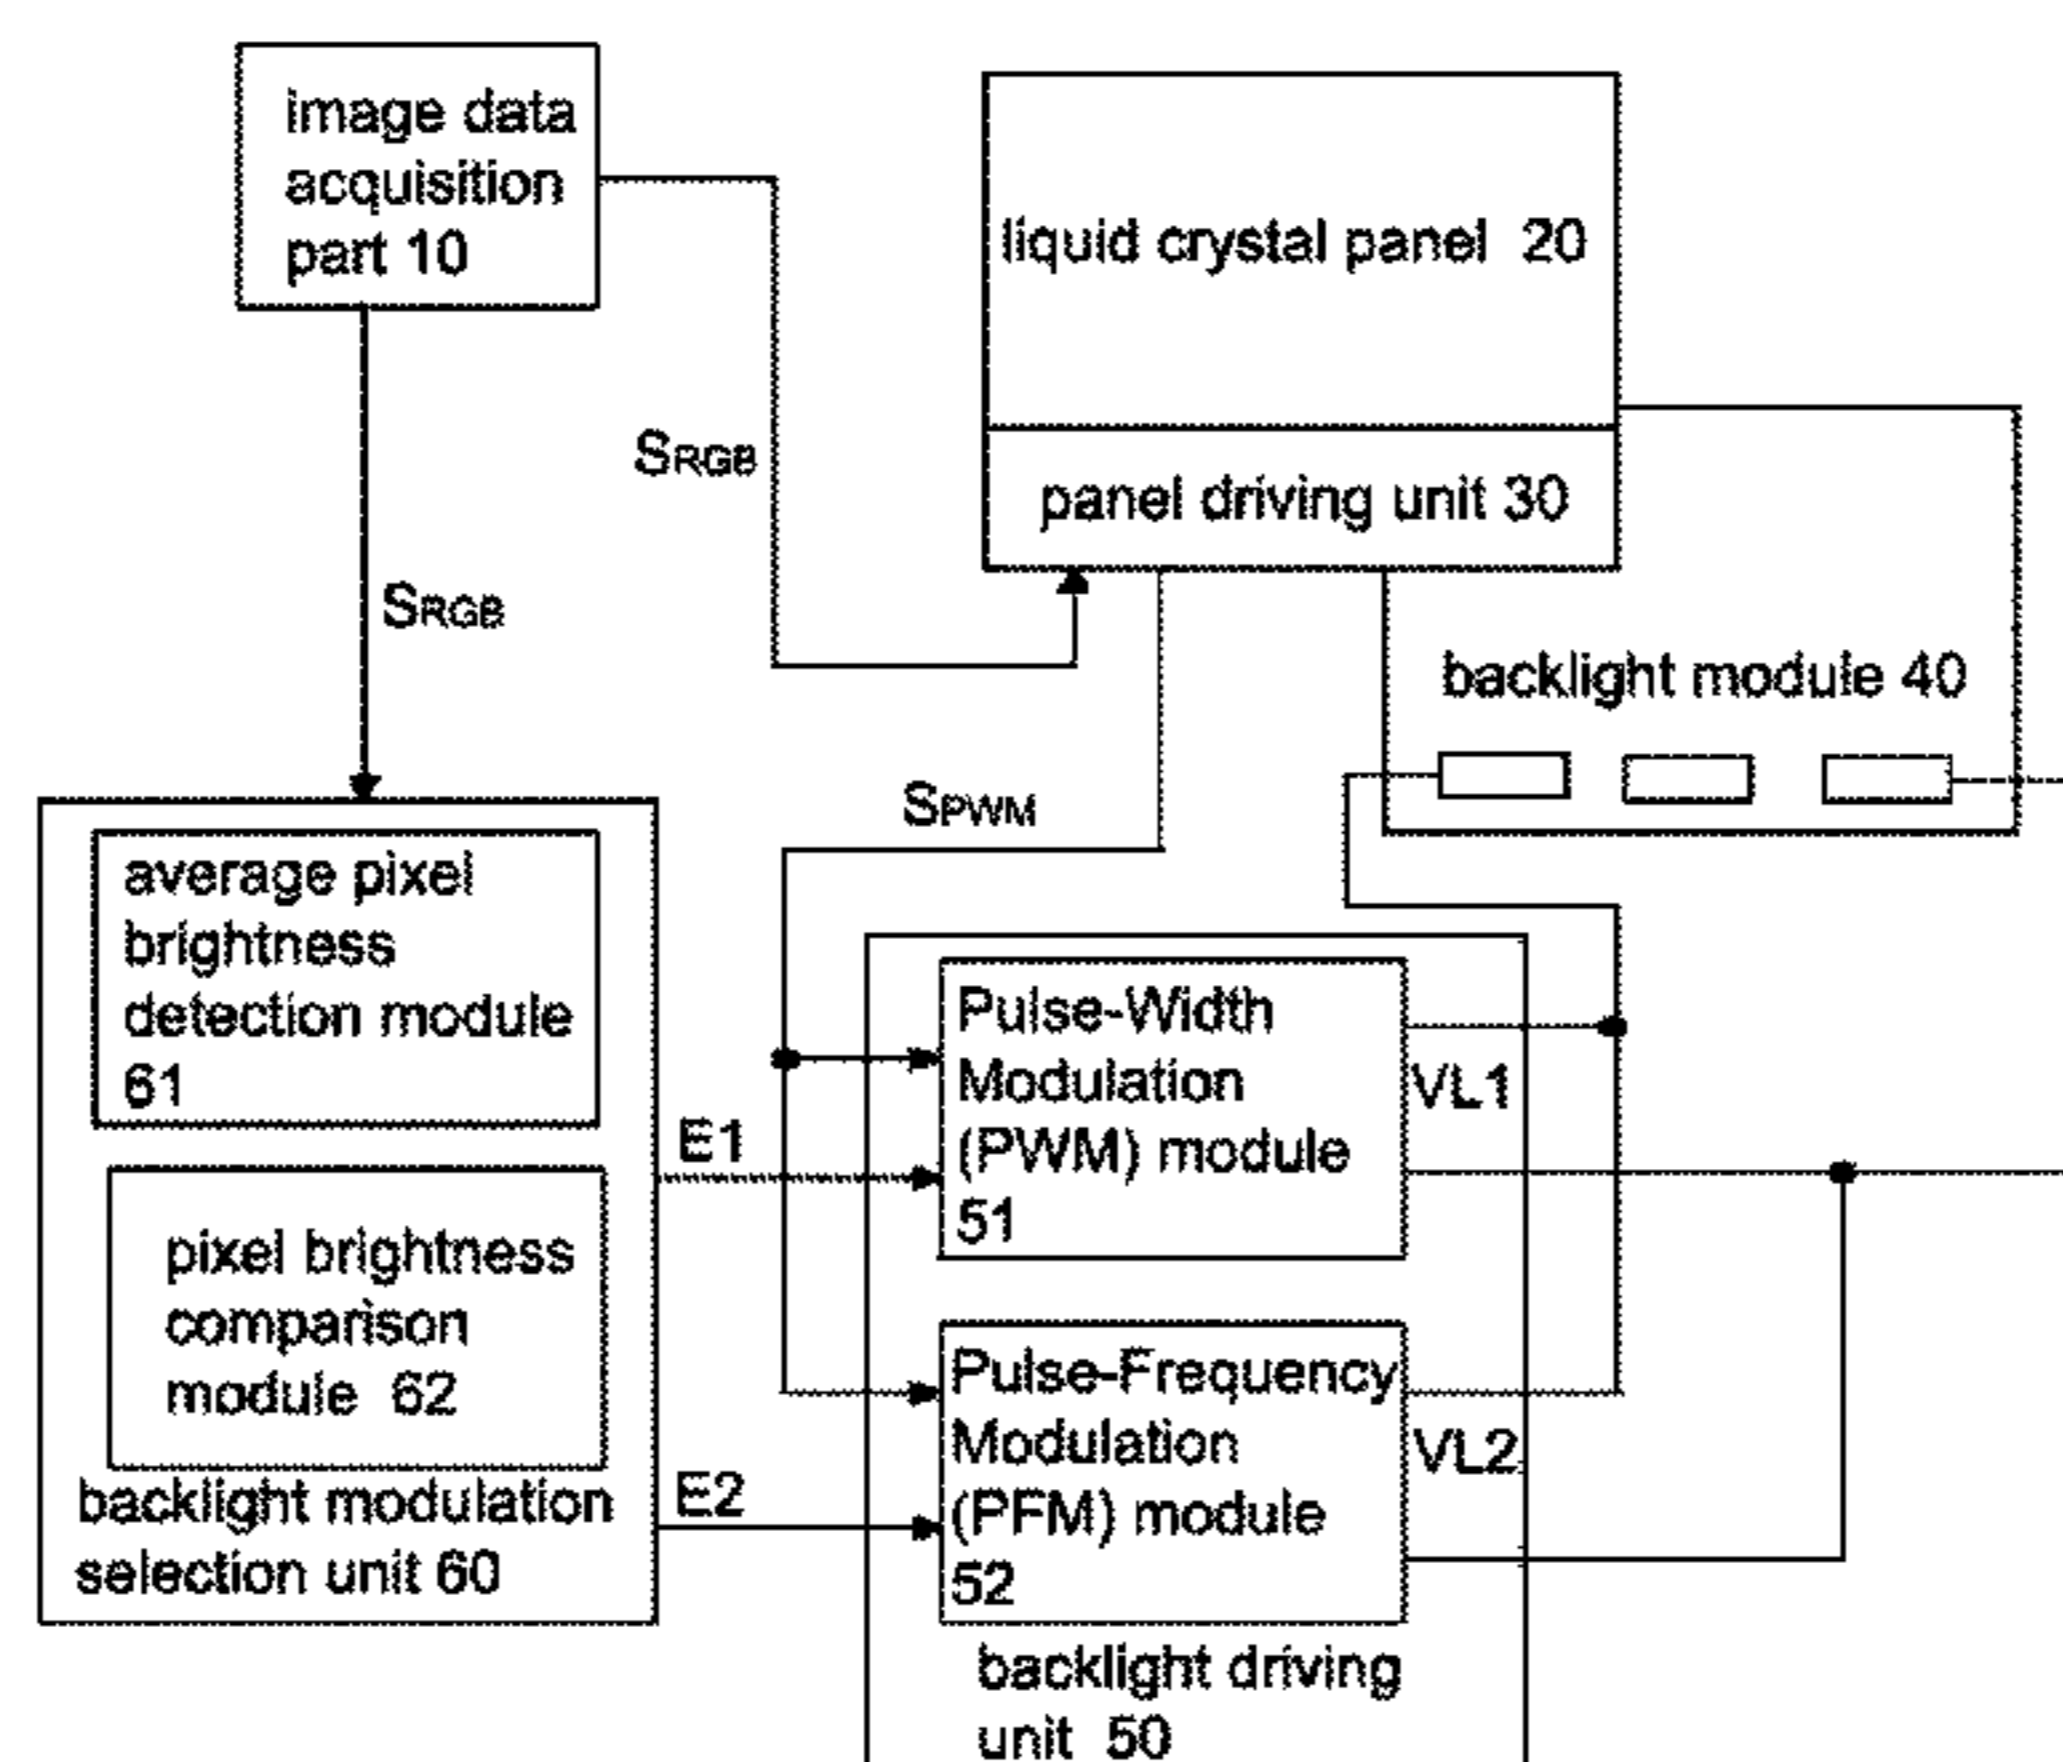 image data
acquisition
part 10
liquid crystal panel 20
panel driving unit 30
SRGB
SRGB
backlight module 40
SPWM
average pixel
brightness
detection module
61
pixel brightness
comparison
module 62
backlight modulation
selection unit 60
E1
E2
Pulse-Width
Modulation
(PWM) module
51
VL1
Pulse-Frequency
Modulation
(PFM) module
52
VL2
backlight driving
unit 50